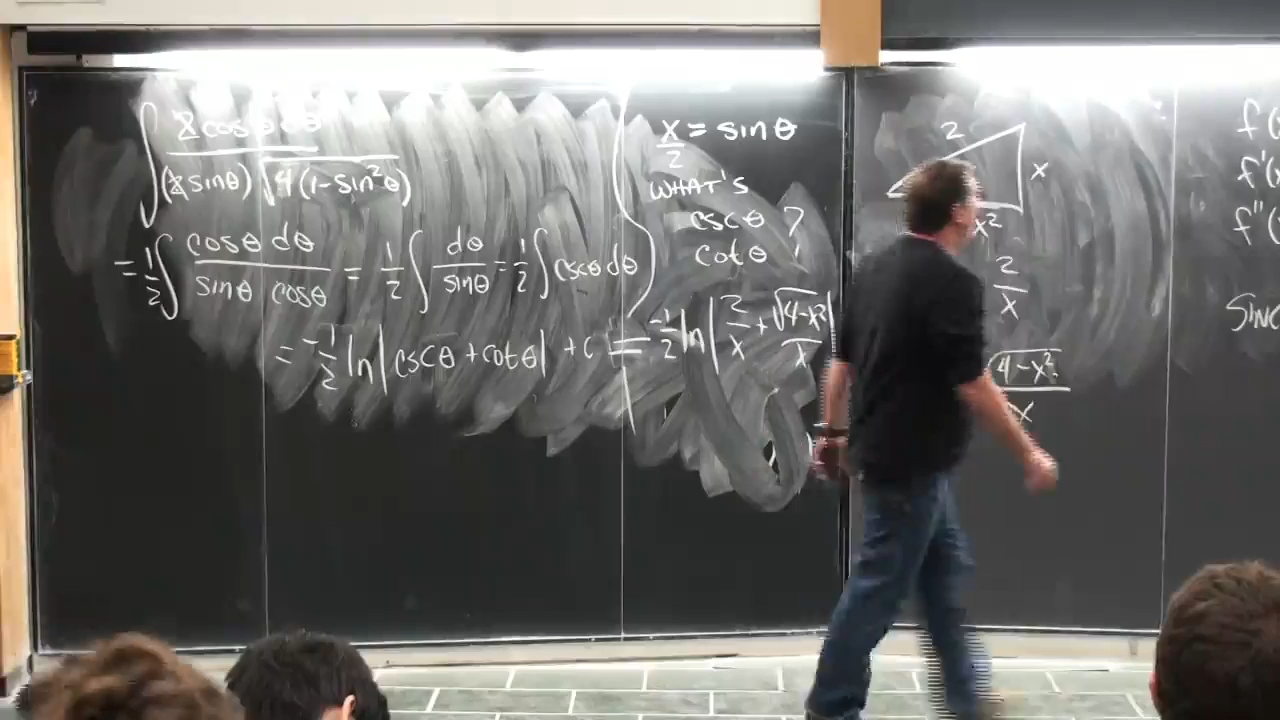 ∫ 2cosθ dθ / (2sinθ) √4(1-sin²θ)
= 1/2 ∫ cosθ dθ / sinθ cosθ = 1/2 ∫ dθ / sinθ = 1/2 ∫ cscθ dθ
= -1/2 ln|cscθ + cotθ| + C = -1/2 ln|2/x + √4-x²/x|
x/2 = sinθ
WHAT'S
cscθ ?
cotθ
2
x
x²
2/x
√4-x²/x
f(
f'(x
f"(
SINC